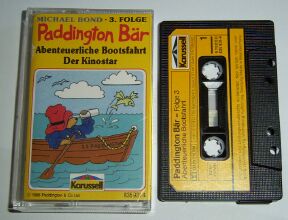 MICHAEL BOND · 3. FOLGE
Paddington Bär
Abenteuerliche Bootsfahrt
Der Kinostar
Karussell
Karussell
Paddington Bär – Folge 3
Abenteuerliche Bootsfahrt